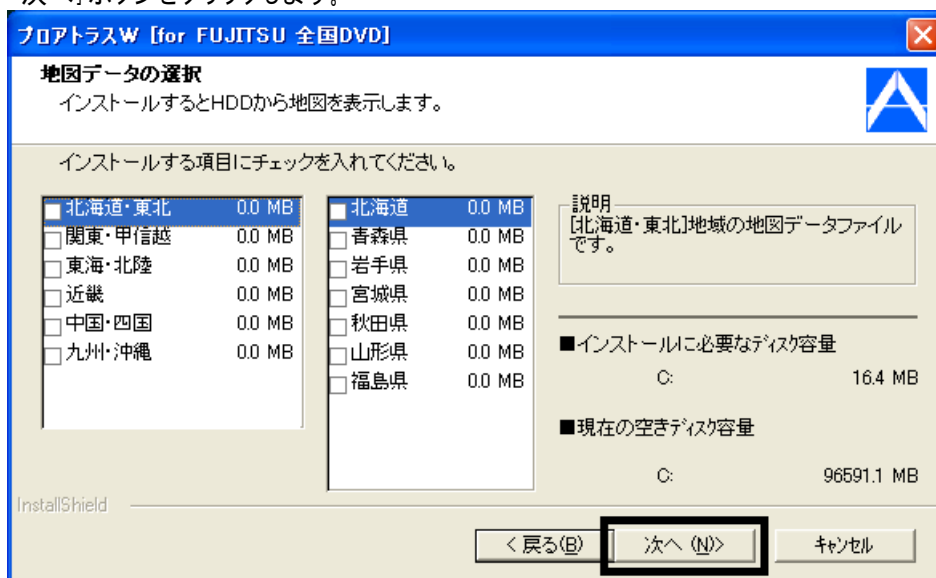 次へ]ボタンをクリックします。
プロアトラスW [for FUJITSU 全国DVD]
地図データの選択
インストールするとHDDから地図を表示します。
インストールする項目にチェックを入れてください。
北海道・東北 0.0 MB
関東・甲信越 0.0 MB
東海・北陸 0.0 MB
近畿 0.0 MB
中国・四国 0.0 MB
九州・沖縄 0.0 MB
北海道 0.0 MB
青森県 0.0 MB
岩手県 0.0 MB
宮城県 0.0 MB
秋田県 0.0 MB
山形県 0.0 MB
福島県 0.0 MB
説明
[北海道・東北]地域の地図データファイル
です。
■インストールに必要なディスク容量
C: 16.4 MB
■現在の空きディスク容量
C: 96591.1 MB
InstallShield
< 戻る(B) 次へ (N)> キャンセル